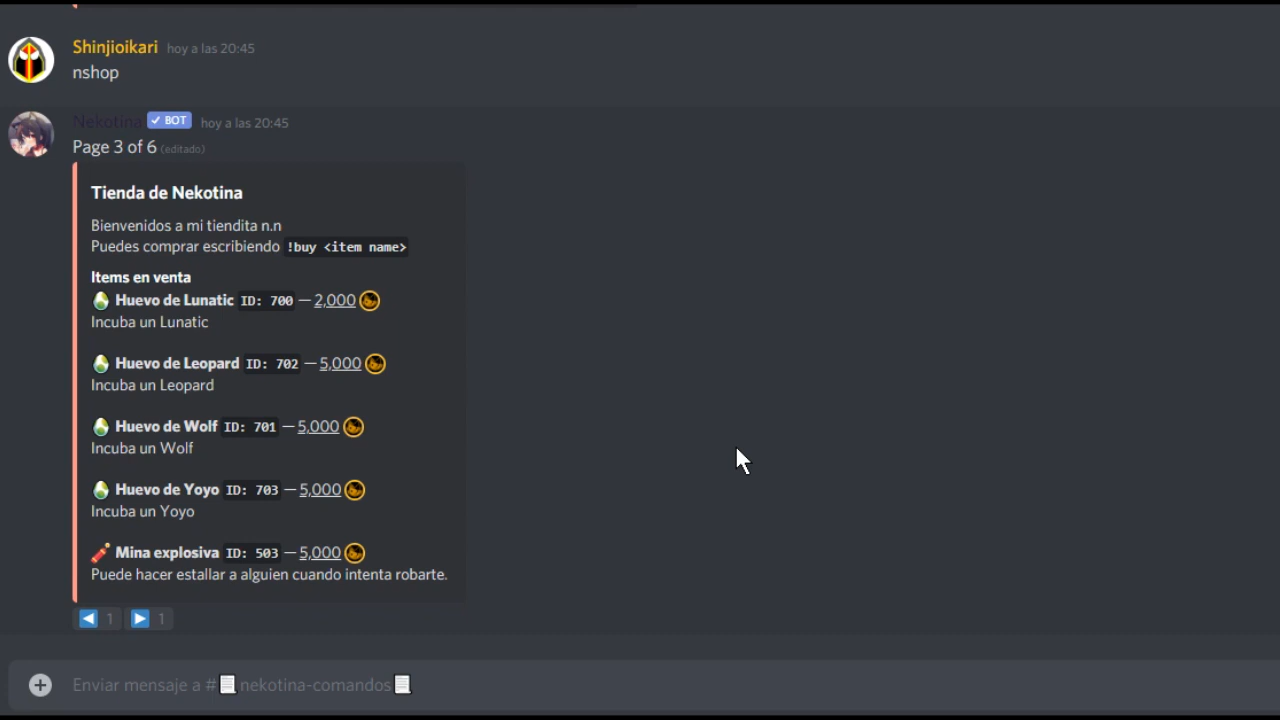 Shinjioikari hoy a las 20:45
nshop
Nekotina ✓ BOT hoy a las 20:45
Page 3 of 6 (editado)
Tienda de Nekotina
Bienvenidos a mi tiendita n.n
Puedes comprar escribiendo !buy <item name>
Items en venta
Huevo de Lunatic ID: 700 — 2,000
Incuba un Lunatic
Huevo de Leopard ID: 702 — 5,000
Incuba un Leopard
Huevo de Wolf ID: 701 — 5,000
Incuba un Wolf
Huevo de Yoyo ID: 703 — 5,000
Incuba un Yoyo
Mina explosiva ID: 503 — 5,000
Puede hacer estallar a alguien cuando intenta robarte.
1 1
Enviar mensaje a #📃nekotina-comandos📃